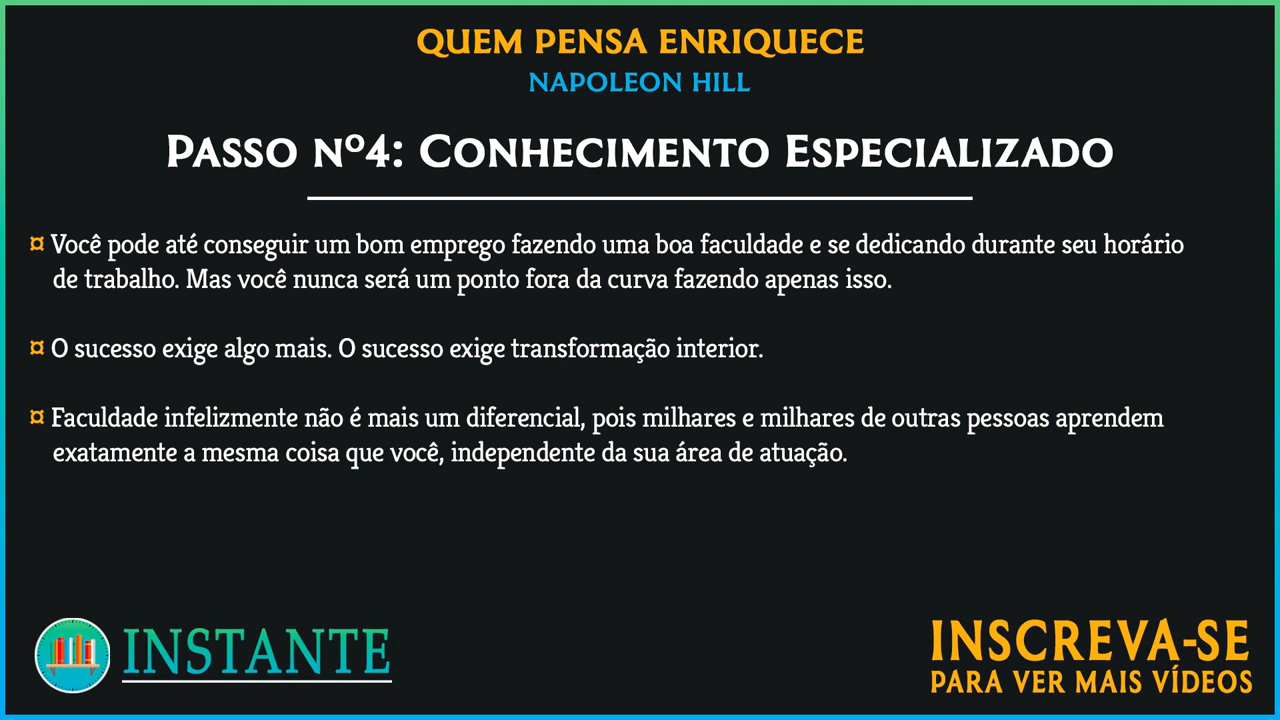 QUEM PENSA ENRIQUECE
NAPOLEON HILL
PASSO Nº4: CONHECIMENTO ESPECIALIZADO
¤ Você pode até conseguir um bom emprego fazendo uma boa faculdade e se dedicando durante seu horário
de trabalho. Mas você nunca será um ponto fora da curva fazendo apenas isso.
¤ O sucesso exige algo mais. O sucesso exige transformação interior.
¤ Faculdade infelizmente não é mais um diferencial, pois milhares e milhares de outras pessoas aprendem
exatamente a mesma coisa que você, independente da sua área de atuação.
INSTANTE
INSCREVA-SE
PARA VER MAIS VÍDEOS